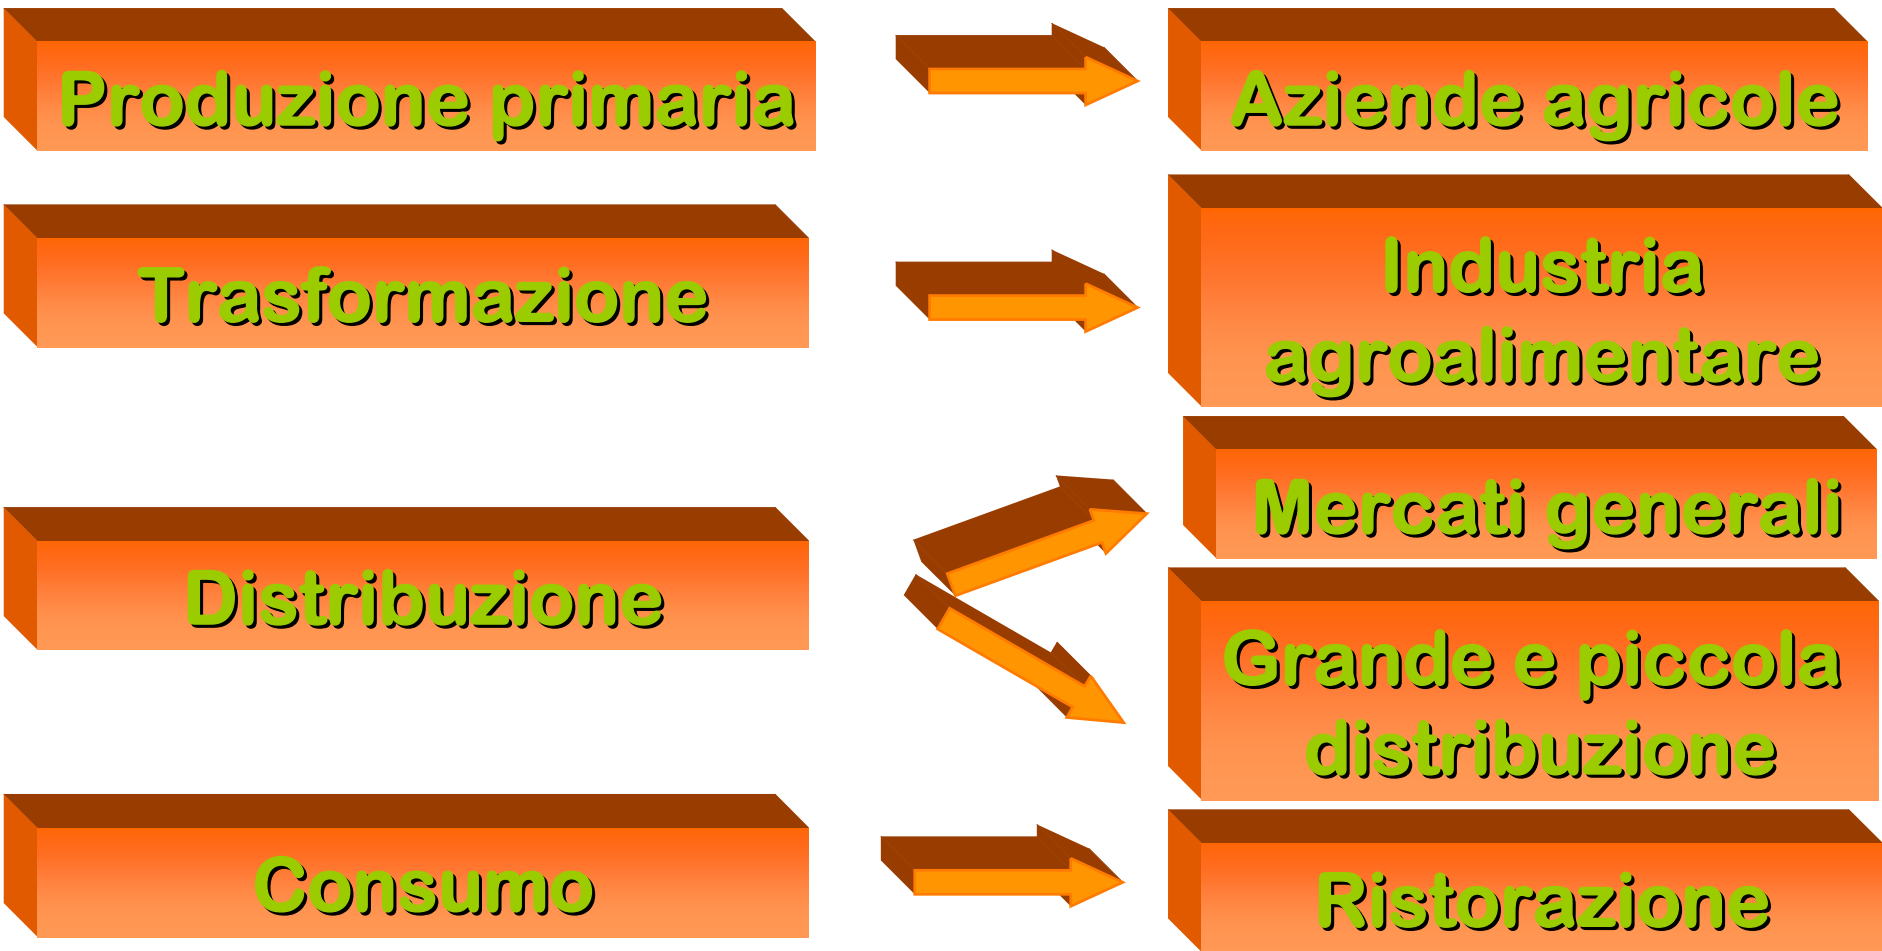 Produzione primaria
Aziende agricole
Trasformazione
Industria
agroalimentare
Distribuzione
Mercati generali
Grande e piccola
distribuzione
Consumo
Ristorazione